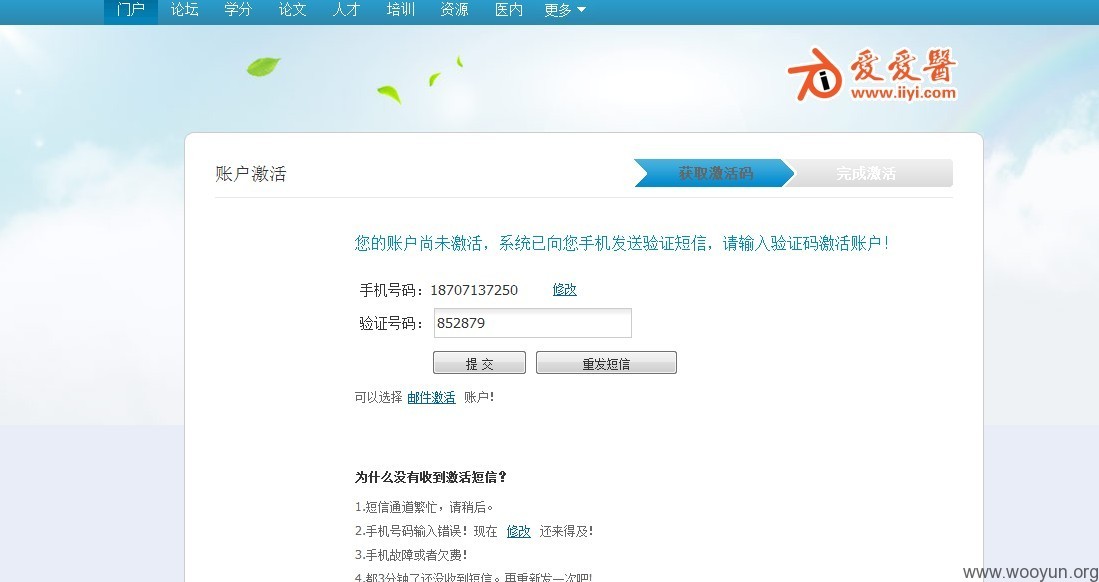 门户 论坛 学分 论文 人才 培训 资源 医内 更多
爱爱醫
www.iiyi.com
账户激活
获取激活码 完成激活
您的账户尚未激活，系统已向您手机发送验证短信，请输入验证码激活账户！
手机号码：18707137250 修改
验证号码：852879
提 交 重发短信
可以选择 邮件激活 账户！
为什么没有收到激活短信？
1.短信通道繁忙，请稍后。
2.手机号码输入错误！现在 修改 还来得及！
3.手机故障或者欠费！
4.都3分钟了还没收到短信。再重新发一次吧！
www.wooyun.org